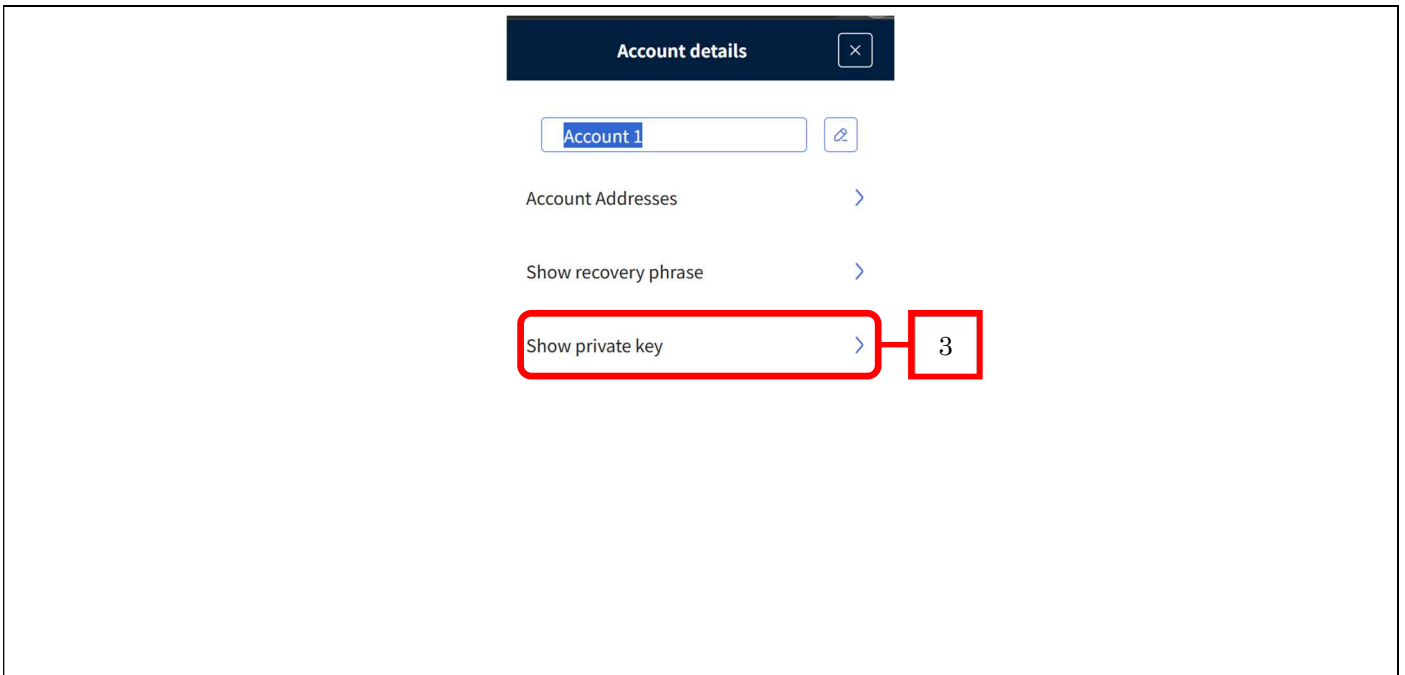 Account details
Account 1
Account Addresses
Show recovery phrase
Show private key
3